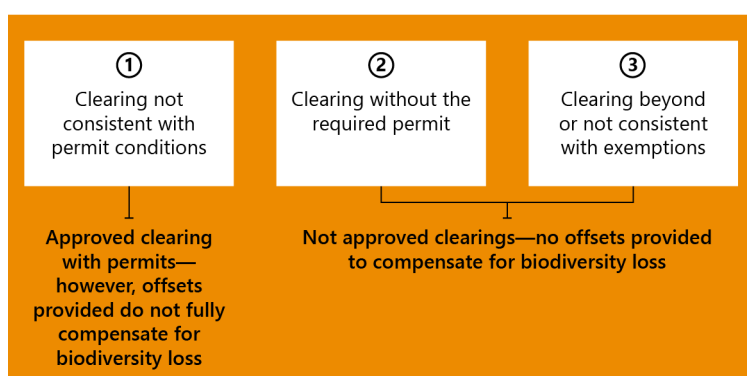 ①
Clearing not
consistent with
permit conditions
②
Clearing without the
required permit
③
Clearing beyond
or not consistent
with exemptions
Approved clearing
with permits—
however, offsets
provided do not fully
compensate for
biodiversity loss
Not approved clearings—no offsets provided
to compensate for biodiversity loss